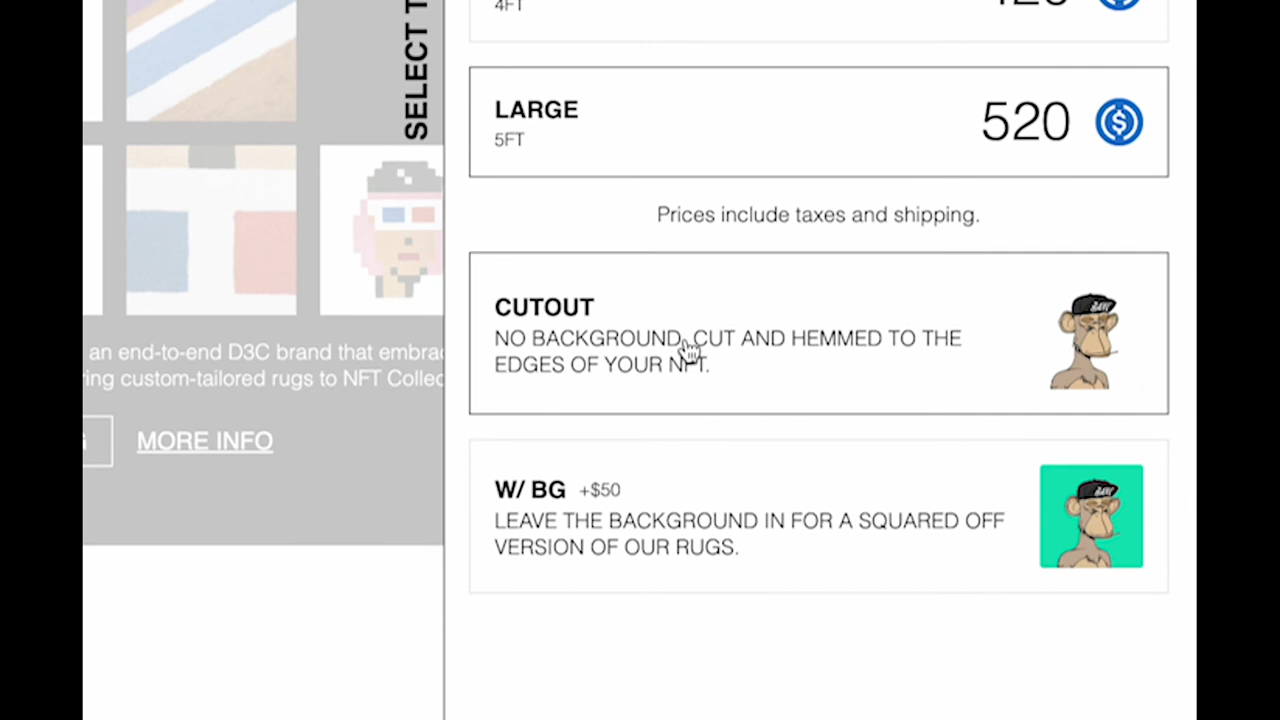 4FT
SELECT T
LARGE
520
5FT
Prices include taxes and shipping.
CUTOUT
NO BACKGROUND, CUT AND HEMMED TO THE
EDGES OF YOUR NFT.
W/ BG +$50
LEAVE THE BACKGROUND IN FOR A SQUARED OFF
VERSION OF OUR RUGS.
an end-to-end D3C brand that embrac
ring custom-tailored rugs to NFT Collec
MORE INFO